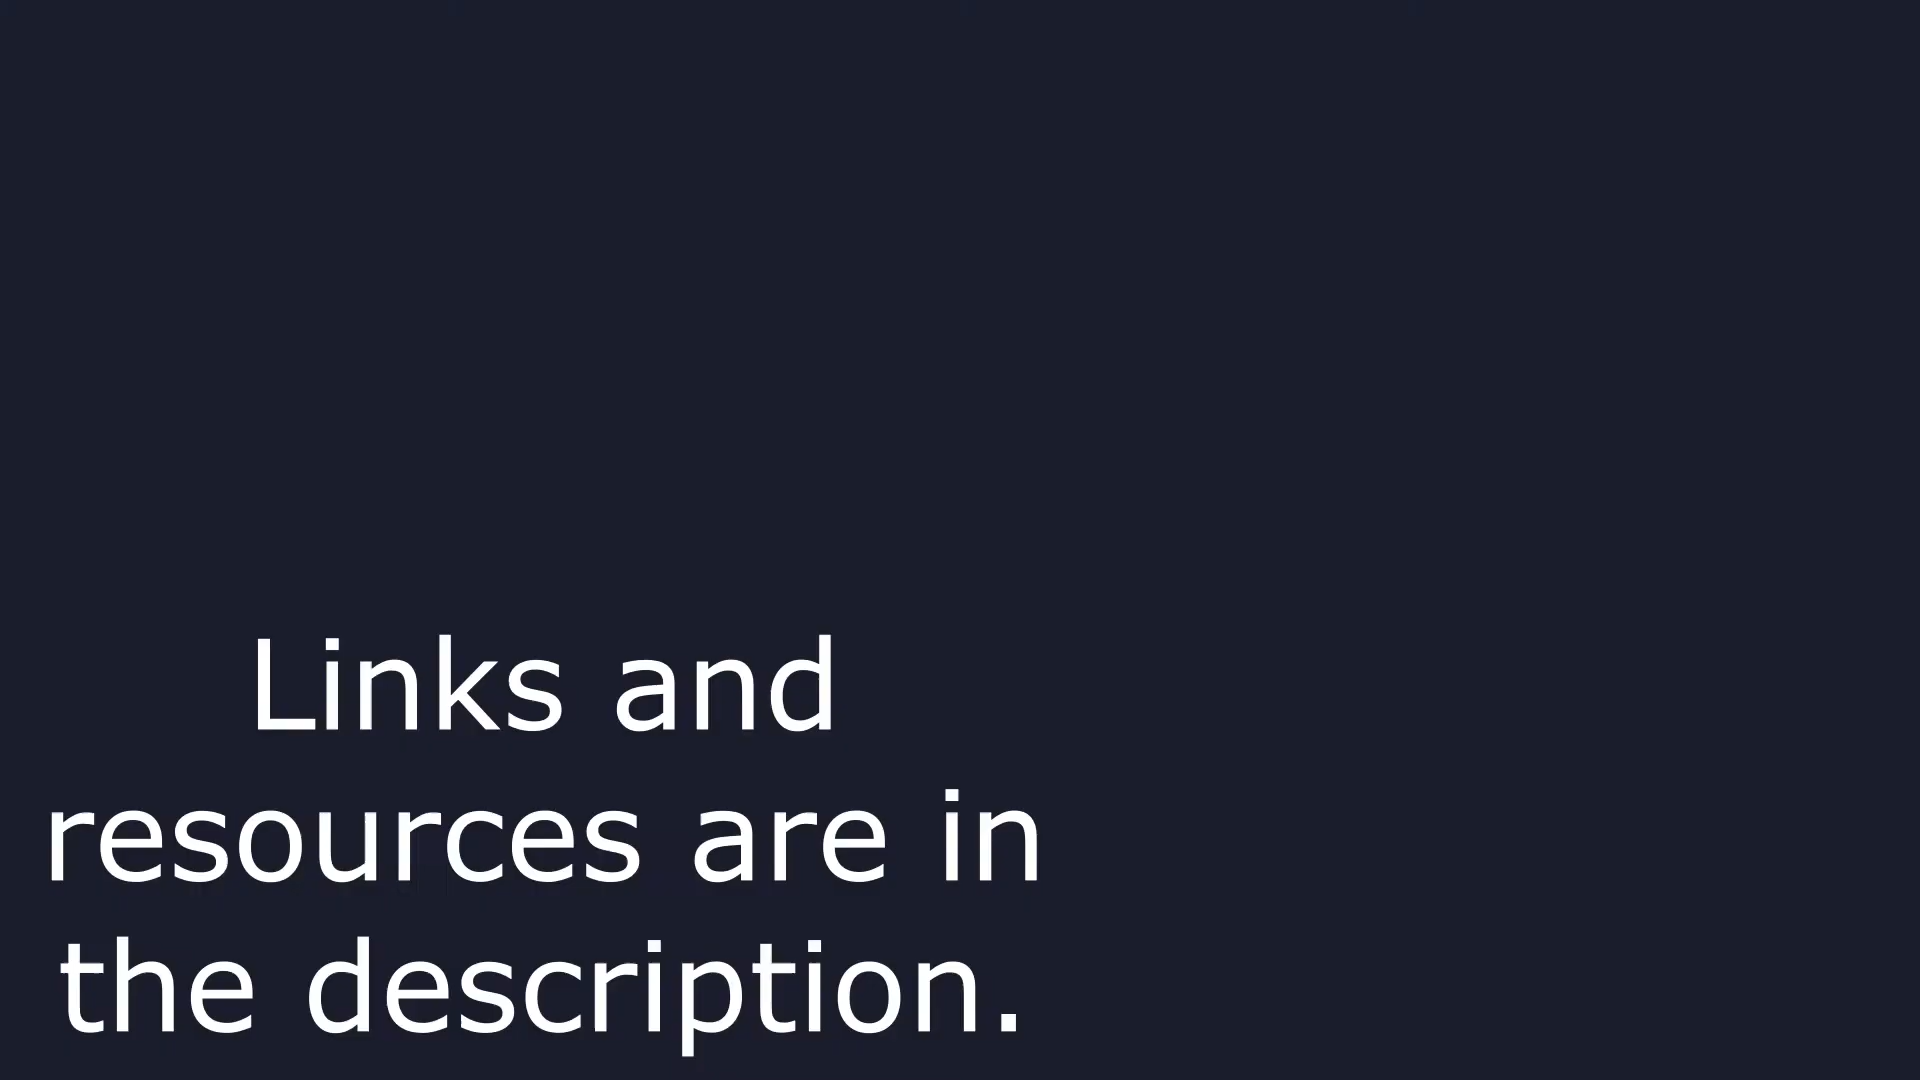 Links and
resources are in
the description.